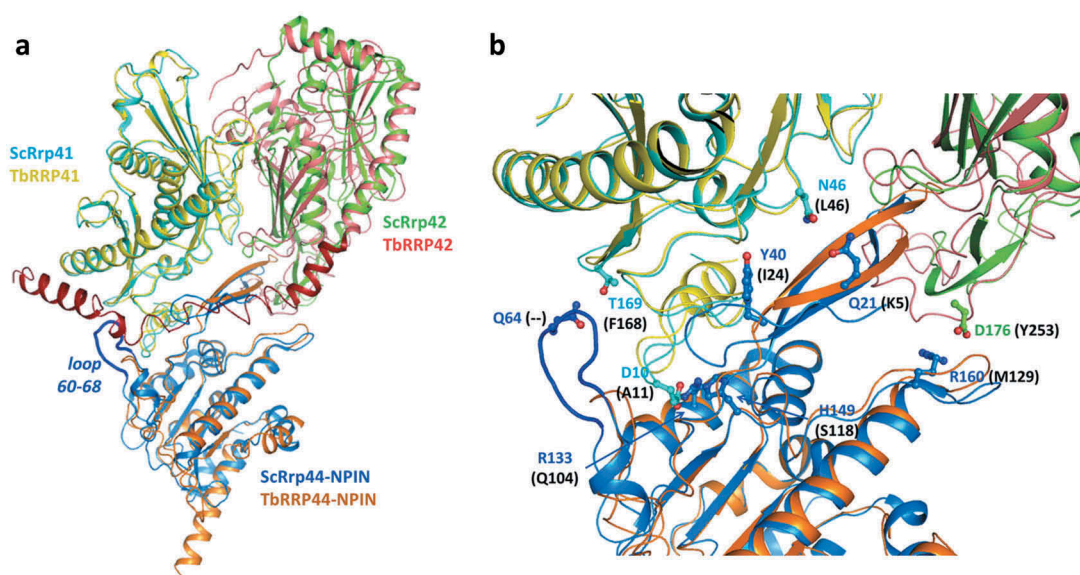 a
ScRrp41
TbRRP41
ScRrp42
TbRRP42
loop
60-68
ScRrp44-NPIN
TbRRP44-NPIN
b
N46
(L46)
Y40
(I24)
T169
(F168)
Q64 (--)
Q21 (K5)
D176 (Y253)
D10
(A11)
R160 (M129)
H149
(S118)
R133
(Q104)